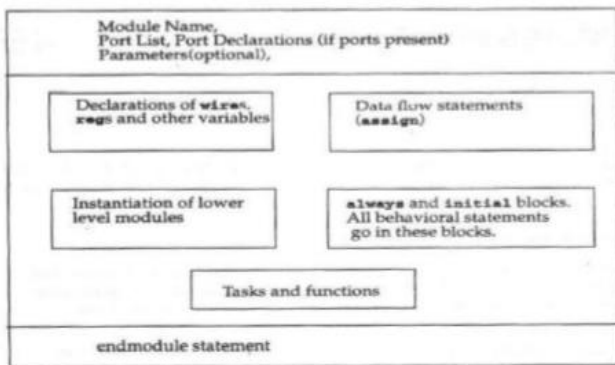 Module Name,
Port List, Port Declarations (if ports present)
Parameters(optional),
Declarations of wires,
regs and other variables
Data flow statements
(assign)
Instantiation of lower
level modules
always and initial blocks.
All behavioral statements
go in these blocks.
Tasks and functions
endmodule statement